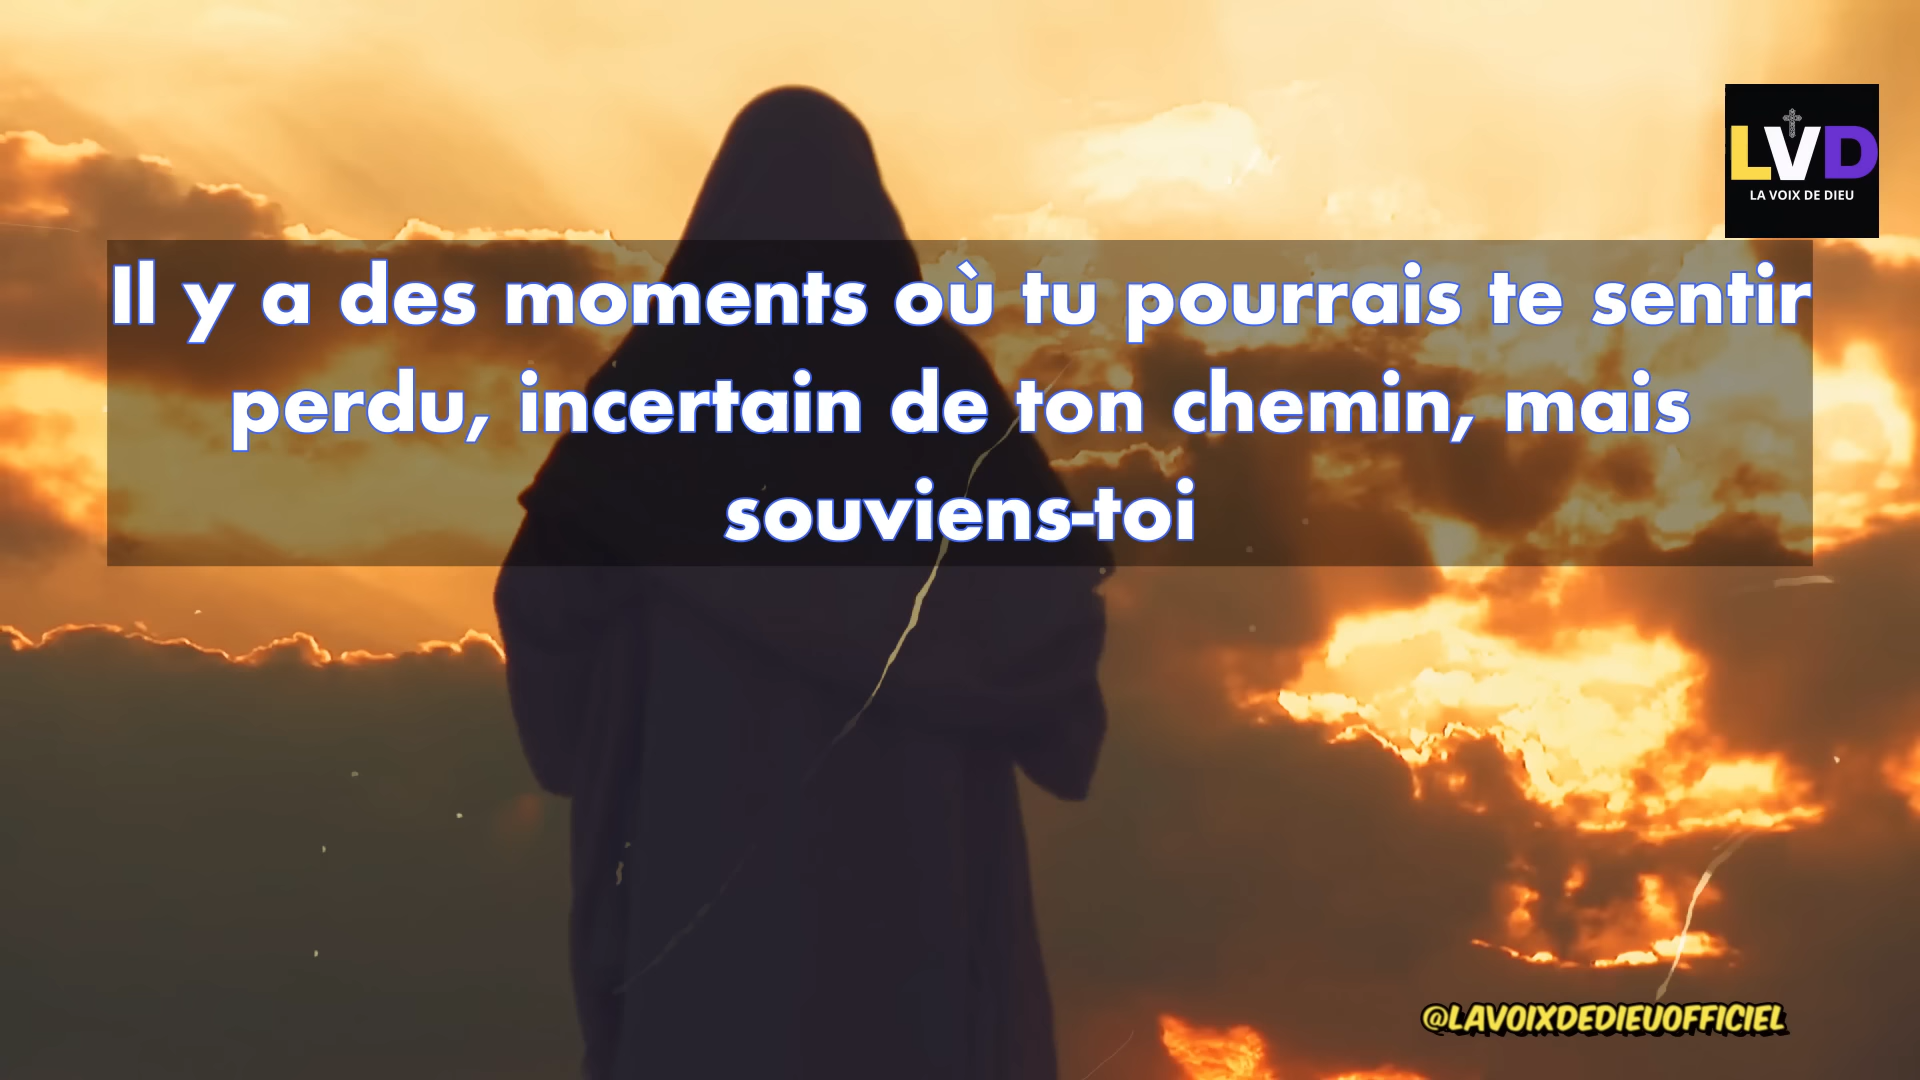 LVD
LA VOIX DE DIEU
Il y a des moments où tu pourrais te sentir
perdu, incertain de ton chemin, mais
souviens-toi
@LAVOIXDEDIEUOFFICIEL